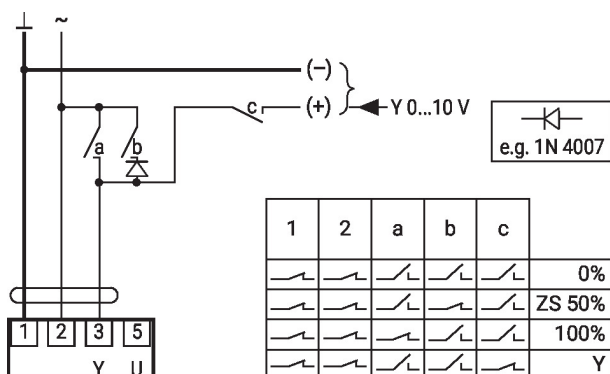 ⊥ ~
(–)
c (+) Y 0...10 V
a b
e.g. 1N 4007
1 2 a b c
0%
ZS 50%
100%
Y
1 2 3 5
Y U